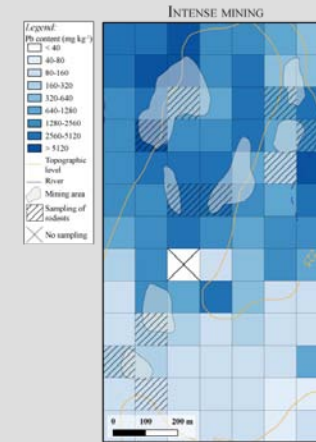 INTENSE MINING
Legend:
Pb content (mg kg⁻¹)
< 40
40-80
80-160
160-320
320-640
640-1280
1280-2560
2560-5120
> 5120
Topographic
level
River
Mining area
Sampling of
rodents
No sampling
0 100 200 m